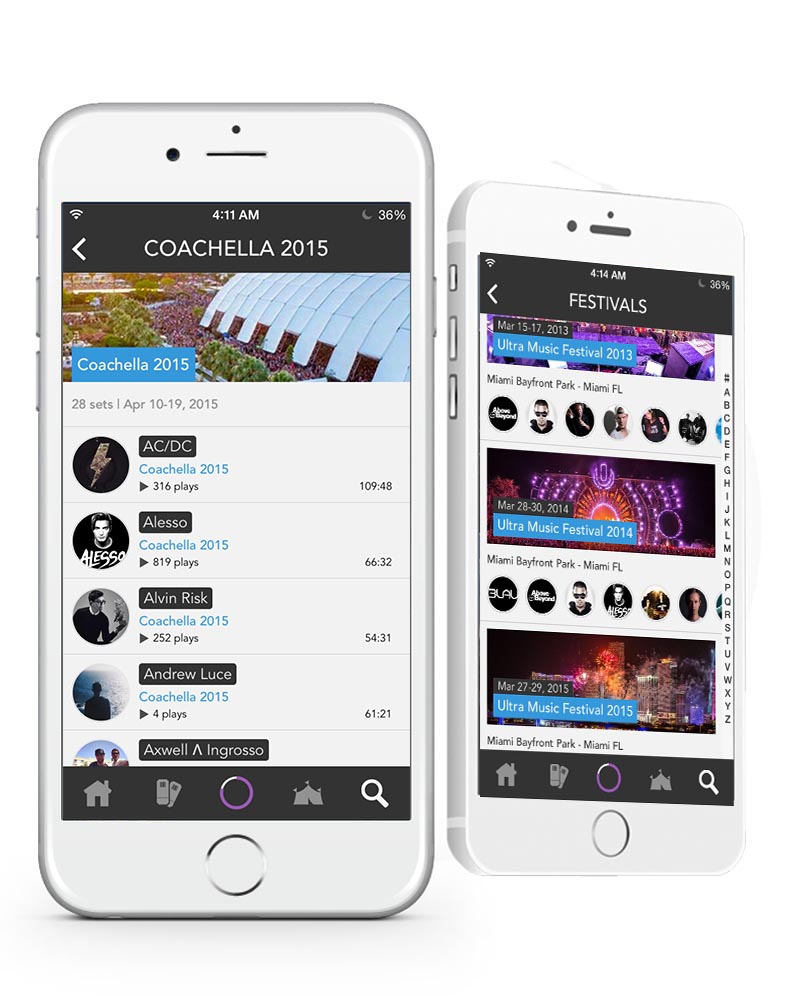 4:11 AM 36%
COACHELLA 2015
Coachella 2015
28 sets | Apr 10-19, 2015
AC/DC
Coachella 2015
316 plays 109:48
Alesso
Coachella 2015
819 plays 66:32
ALESSO
Alvin Risk
Coachella 2015
252 plays 54:31
Andrew Luce
Coachella 2015
4 plays 61:21
Axwell Λ Ingrosso
4:14 AM 36%
FESTIVALS
Mar 15-17, 2013
Ultra Music Festival 2013
Miami Bayfront Park - Miami FL
Above
&Beyond
Mar 28-30, 2014
Ultra Music Festival 2014
Miami Bayfront Park - Miami FL
3LAU
Above
&Beyond
ALESSO
Mar 27-29, 2015
Ultra Music Festival 2015
Miami Bayfront Park - Miami FL
#
A
B
C
D
E
F
G
H
I
J
K
L
M
N
O
P
Q
R
S
T
U
V
W
X
Y
Z